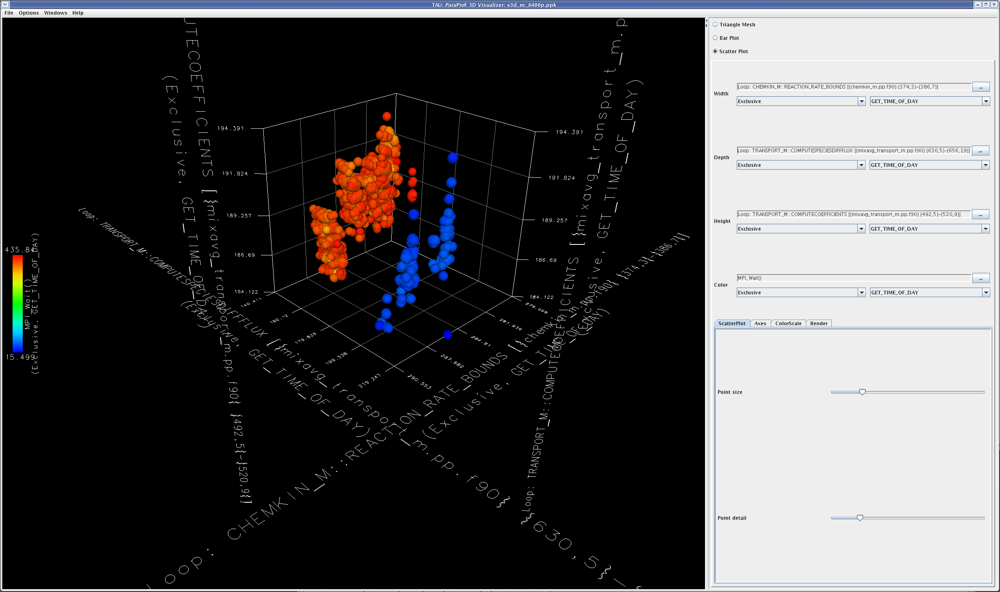 TAU: ParaProf: 3D Visualizer: s3d_nc_6400p.ppk
File Options Windows Help
Triangle Mesh
Bar Plot
Scatter Plot
Width
Loop: CHEMKIN_M::REACTION_RATE_BOUNDS [{chemkin_m.pp.f90} {374,3}-{386,7}]
...
Exclusive
GET_TIME_OF_DAY
Depth
Loop: TRANSPORT_M::COMPUTESPECIESDIFFFLUX [{mixavg_transport_m.pp.f90} {630,5}-{656,19}]
...
Exclusive
GET_TIME_OF_DAY
Height
Loop: TRANSPORT_M::COMPUTECOEFFICIENTS [{mixavg_transport_m.pp.f90} {492,5}-{520,9}]
...
Exclusive
GET_TIME_OF_DAY
Color
MPI_Wait()
...
Exclusive
GET_TIME_OF_DAY
ScatterPlot Axes ColorScale Render
Point size
Point detail
194.391
191.824
189.257
186.69
184.122
194.391
191.824
189.257
186.69
184.122
140.411
160.12
179.829
199.538
219.247
279.068
281.939
284.81
287.682
290.553
435.84
15.499
MPI_Wait()
(Exclusive, GET_TIME_OF_DAY)
UTECOEFFICIENTS [{mixavg_transport_m.pp.f90} {492,5}-{520,9}]
(Exclusive, GET_TIME_OF_DAY)
Loop: TRANSPORT_M::COMPUTESPECIESDIFFFLUX [{mixavg_transport_m.pp.f90} {630,5}-
(Exclusive, GET_TIME_OF_DAY)
oop: CHEMKIN_M::REACTION_RATE_BOUNDS [{chemkin_m.pp.f90} {374,3}-{386,7}]
(Exclusive, GET_TIME_OF_DAY)
Loop: TRANSPORT_M::COMPUTECOEFFICIENTS [{mixavg_transport_m.p
(Exclusive, GET_TIME_OF_DAY)